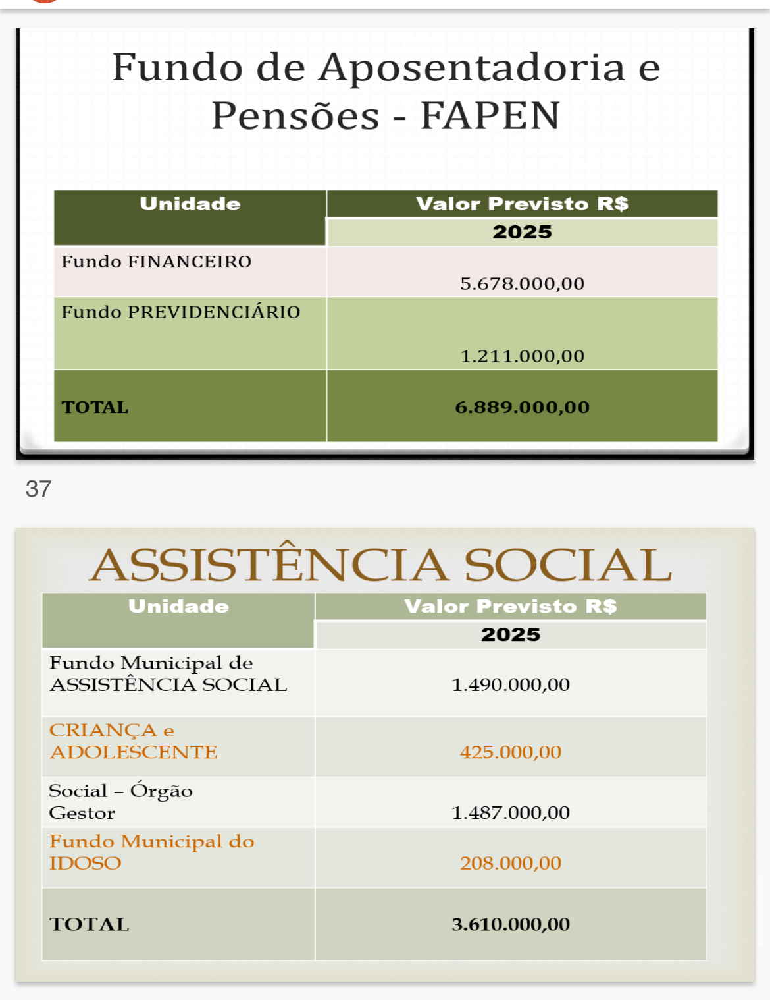 Fundo de Aposentadoria e
Pensões - FAPEN
Unidade
Valor Previsto R$
2025
Fundo FINANCEIRO
5.678.000,00
Fundo PREVIDENCIÁRIO
1.211.000,00
TOTAL
6.889.000,00
37
ASSISTÊNCIA SOCIAL
Unidade
Valor Previsto R$
2025
Fundo Municipal de
ASSISTÊNCIA SOCIAL
1.490.000,00
CRIANÇA e
ADOLESCENTE
425.000,00
Social – Órgão
Gestor
1.487.000,00
Fundo Municipal do
IDOSO
208.000,00
TOTAL
3.610.000,00